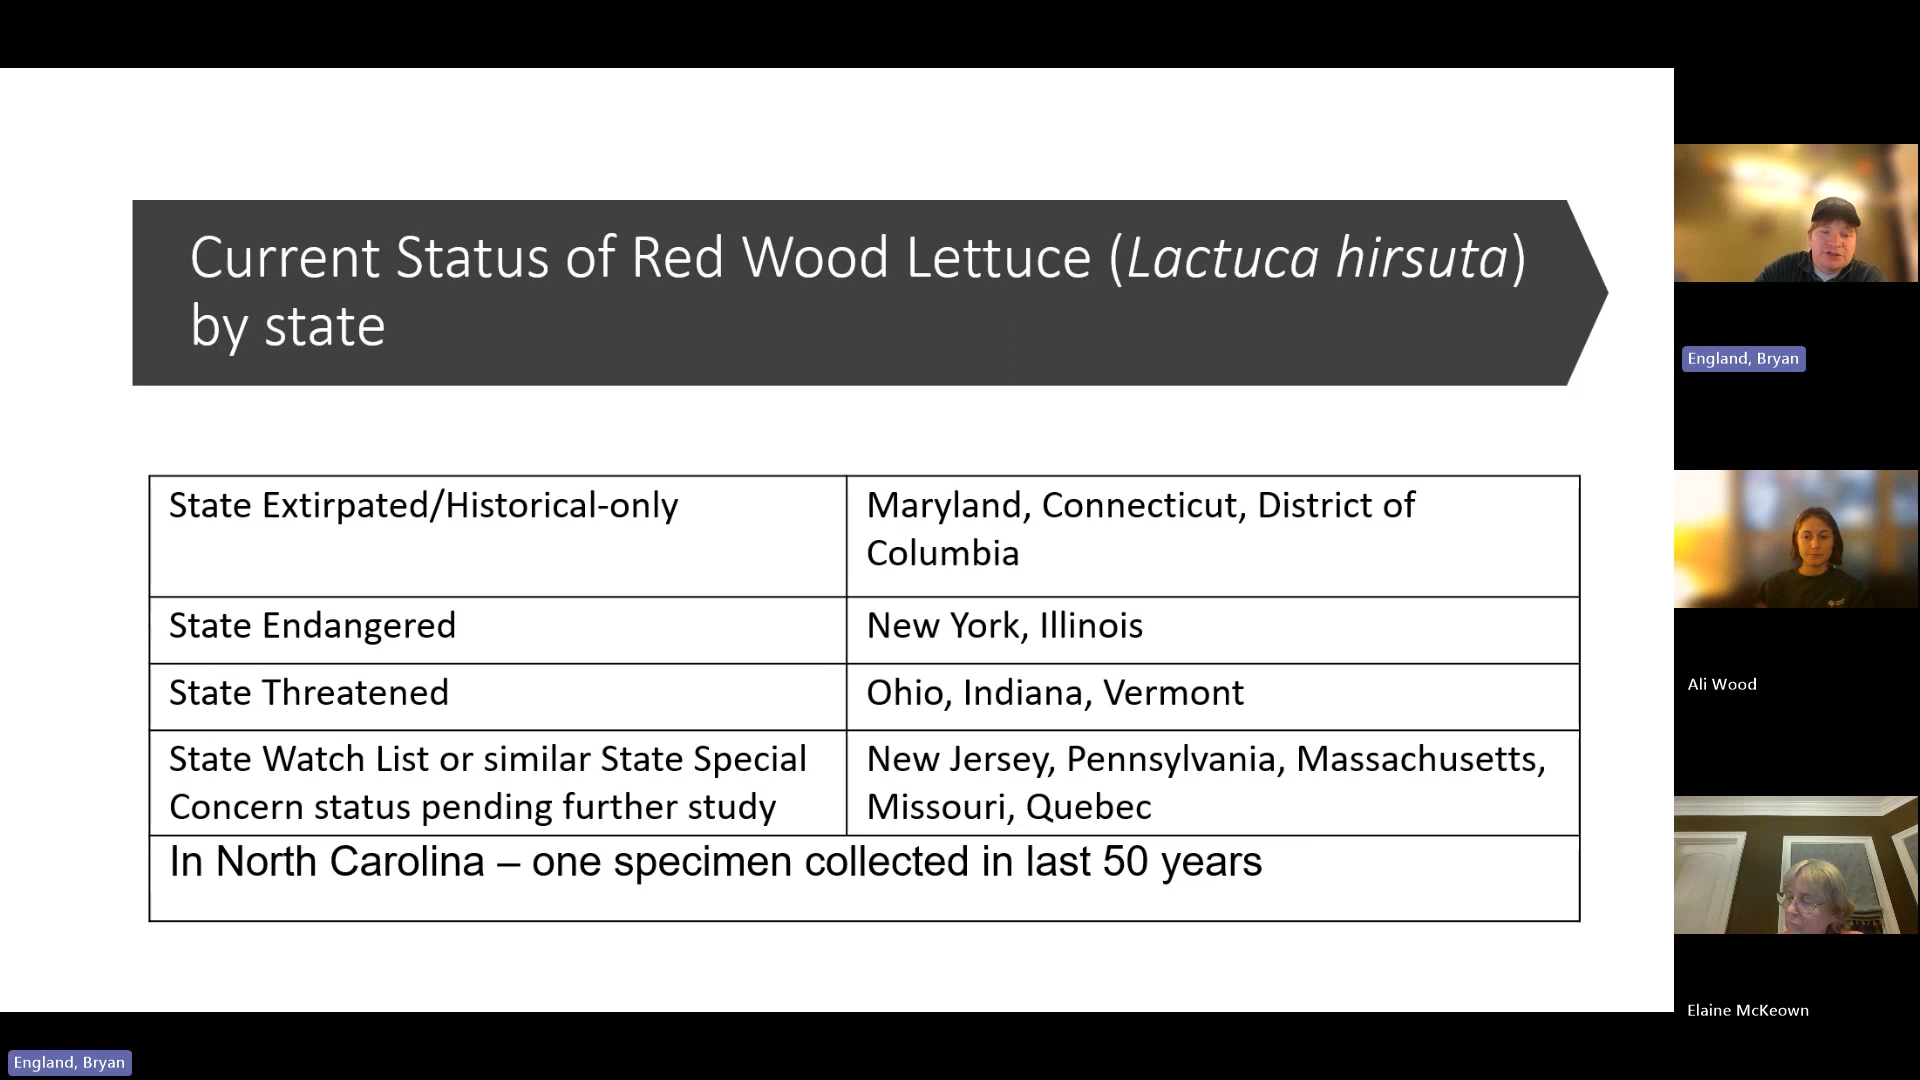 Current Status of Red Wood Lettuce (Lactuca hirsuta)
by state
State Extirpated/Historical-only
Maryland, Connecticut, District of
Columbia
State Endangered
New York, Illinois
State Threatened
Ohio, Indiana, Vermont
State Watch List or similar State Special
Concern status pending further study
New Jersey, Pennsylvania, Massachusetts,
Missouri, Quebec
In North Carolina – one specimen collected in last 50 years
England, Bryan
Ali Wood
Elaine McKeown
England, Bryan